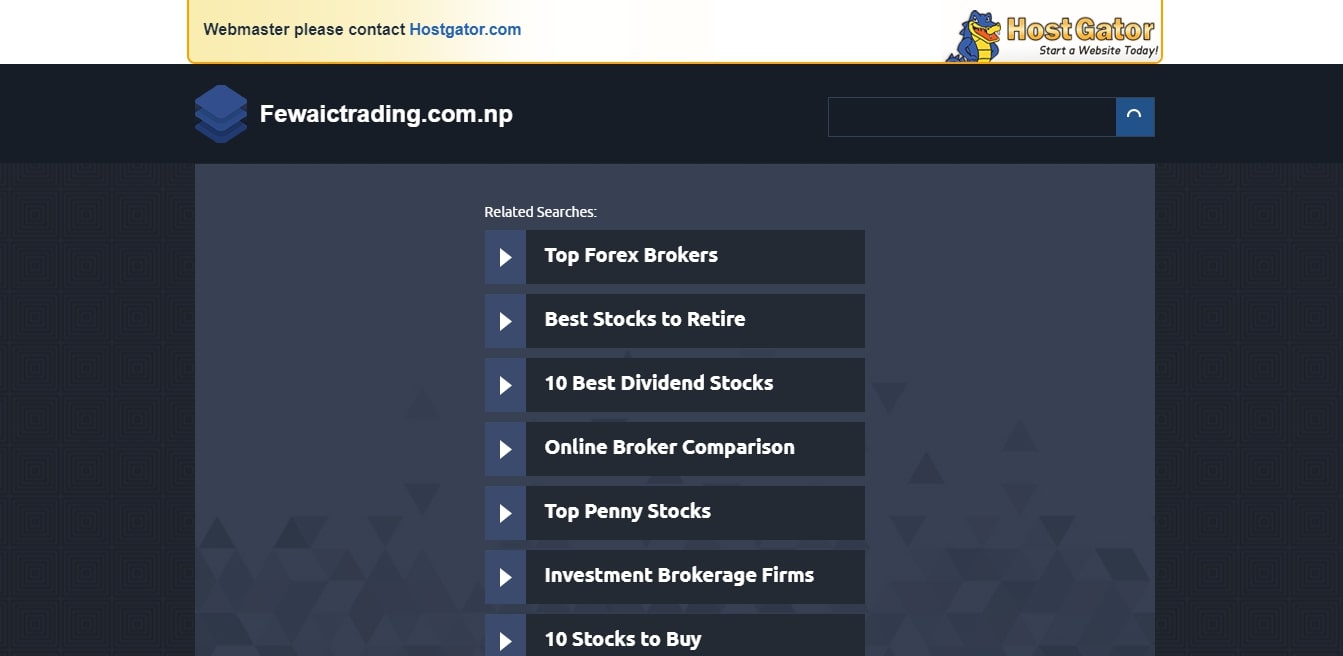 Webmaster please contact Hostgator.com
HostGator
Start a Website Today!
Fewaictrading.com.np
Related Searches:
Top Forex Brokers
Best Stocks to Retire
10 Best Dividend Stocks
Online Broker Comparison
Top Penny Stocks
Investment Brokerage Firms
10 Stocks to Buy